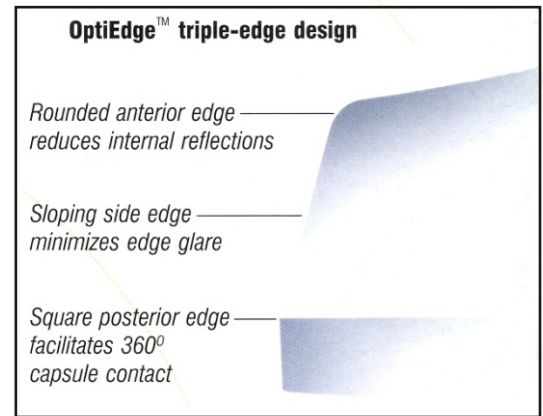 OptiEdge™ triple-edge design
Rounded anterior edge
reduces internal reflections
Sloping side edge
minimizes edge glare
Square posterior edge
facilitates 360⁰
capsule contact